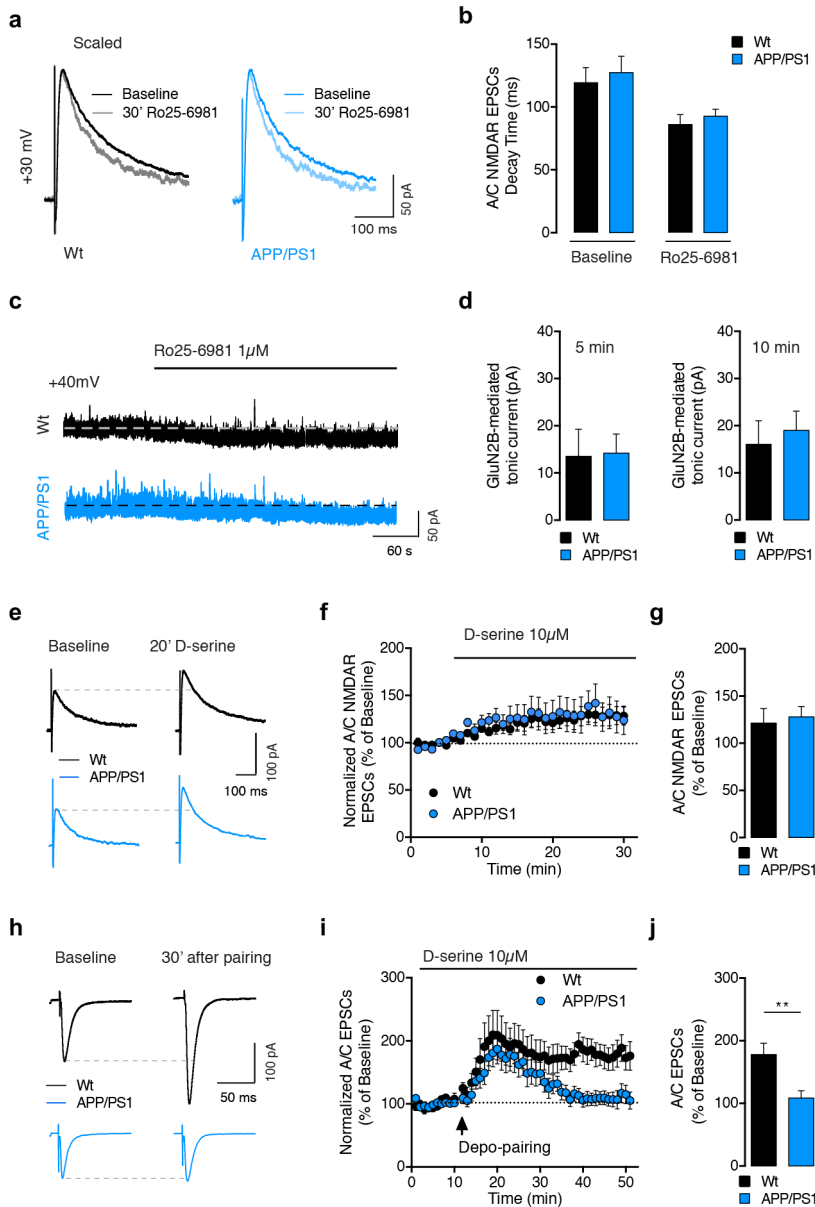 a
Scaled
Baseline
30' Ro25-6981
Baseline
30' Ro25-6981
+30 mV
50 pA
100 ms
Wt
APP/PS1
b
Wt
APP/PS1
A/C NMDAR EPSCs
Decay Time (ms)
150
100
50
0
Baseline
Ro25-6981
c
Ro25-6981 1µM
+40mV
Wt
APP/PS1
50 pA
60 s
d
GluN2B-mediated
tonic current (pA)
40
30
20
10
0
5 min
Wt
APP/PS1
GluN2B-mediated
tonic current (pA)
40
30
20
10
0
10 min
Wt
APP/PS1
e
Baseline
20' D-serine
Wt
APP/PS1
100 pA
100 ms
f
D-serine 10µM
Normalized A/C NMDAR
EPSCs (% of Baseline)
200
150
100
50
0
Wt
APP/PS1
0 10 20 30
Time (min)
g
A/C NMDAR EPSCs
(% of Baseline)
200
150
100
50
0
Wt
APP/PS1
h
Baseline
30' after pairing
Wt
APP/PS1
100 pA
50 ms
i
D-serine 10µM
Normalized A/C EPSCs
(% of Baseline)
300
200
100
0
Wt
APP/PS1
Depo-pairing
0 10 20 30 40 50
Time (min)
j
A/C EPSCs
(% of Baseline)
300
200
100
0
**
Wt
APP/PS1